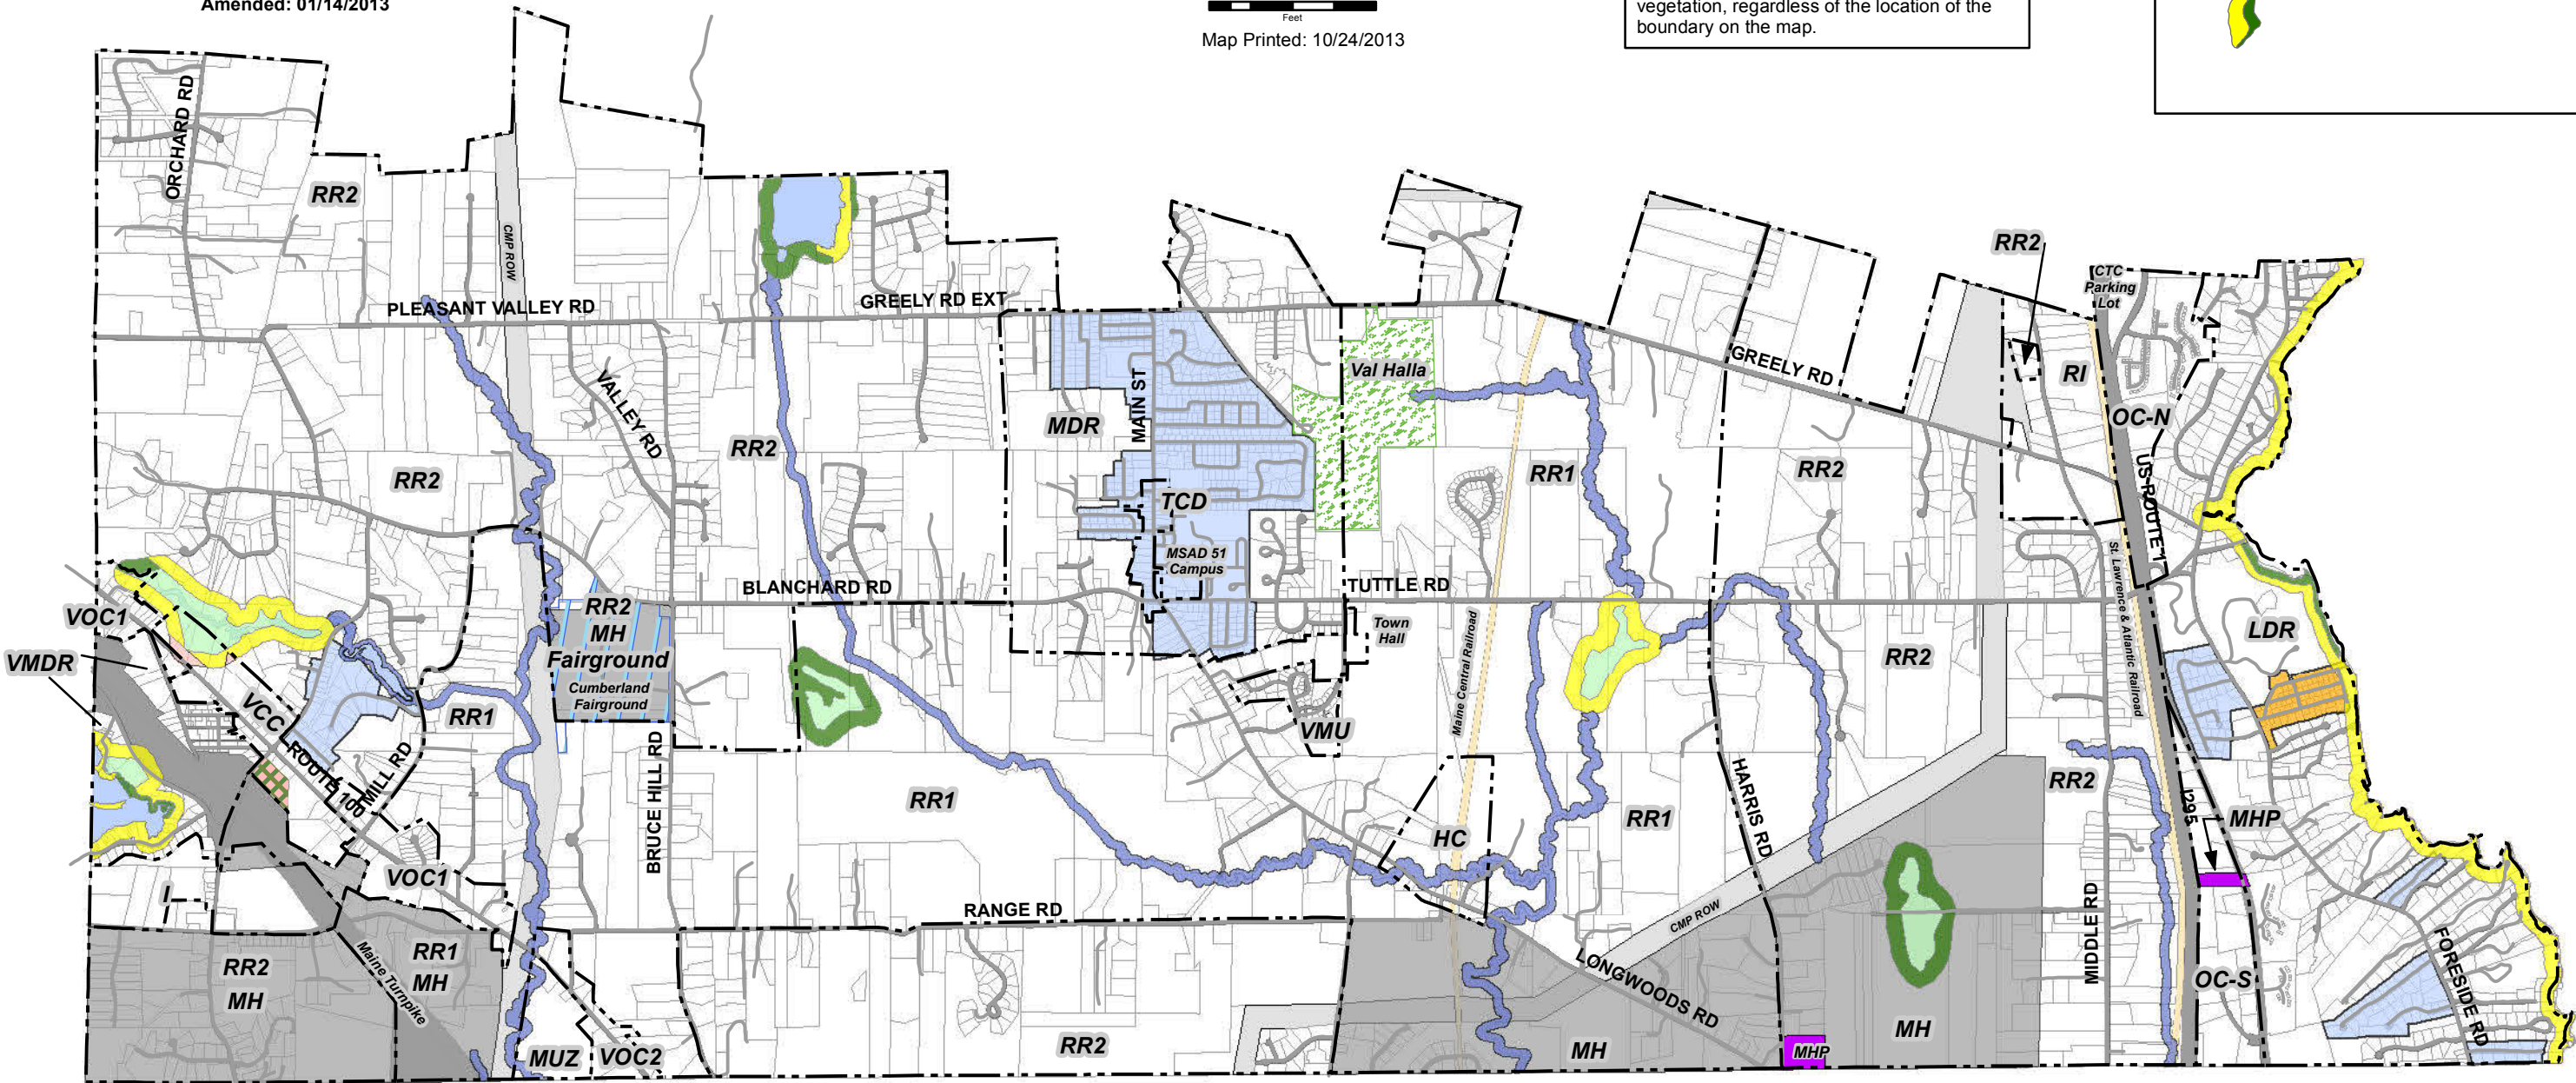 Amended: 01/14/2013
Feet
Map Printed: 10/24/2013
vegetation, regardless of the location of the
boundary on the map.
ORCHARD RD
RR2
CMP ROW
PLEASANT VALLEY RD
GREELY RD EXT
VALLEY RD
RR2
RR2
MDR
MAIN ST
TCD
MSAD 51
Campus
Val Halla
RR1
GREELY RD
RR2
RR2
CTC
Parking
Lot
RI
OC-N
US ROUTE 1
St. Lawrence & Atlantic Railroad
BLANCHARD RD
TUTTLE RD
Town
Hall
Maine Central Railroad
VOC1
VMDR
VCC
ROUTE 100
MILL RD
RR1
RR2
MH
Fairground
Cumberland
Fairground
BRUCE HILL RD
RR1
VMU
HC
RR1
HARRIS RD
RR2
RR2
LDR
I295
MHP
VOC1
I
RANGE RD
CMP ROW
LONGWOODS RD
MIDDLE RD
FORESIDE RD
OC-S
RR2
MH
Maine Turnpike
RR1
MH
MUZ
VOC2
RR2
MH
MHP
MH